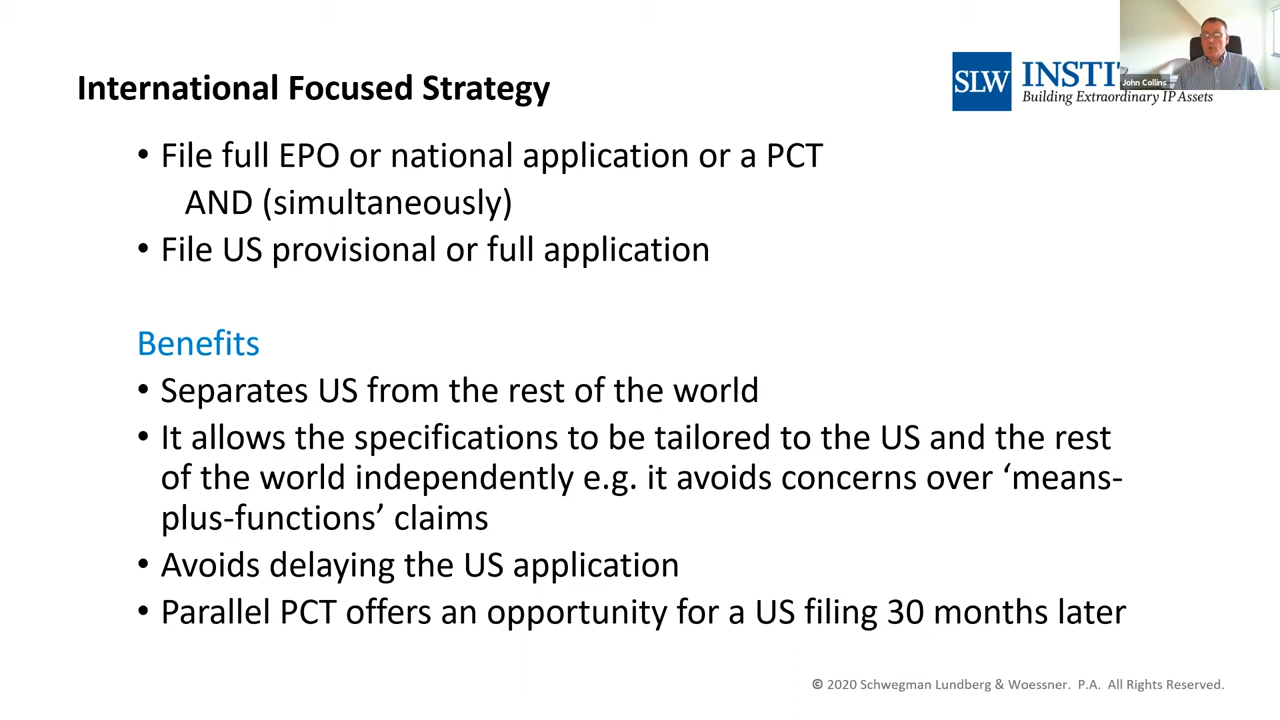 International Focused Strategy
SLW INSTI
Building Extraordinary IP Assets
John Collins
• File full EPO or national application or a PCT
AND (simultaneously)
• File US provisional or full application
Benefits
• Separates US from the rest of the world
• It allows the specifications to be tailored to the US and the rest
of the world independently e.g. it avoids concerns over ‘means-
plus-functions’ claims
• Avoids delaying the US application
• Parallel PCT offers an opportunity for a US filing 30 months later
© 2020 Schwegman Lundberg & Woessner. P.A. All Rights Reserved.